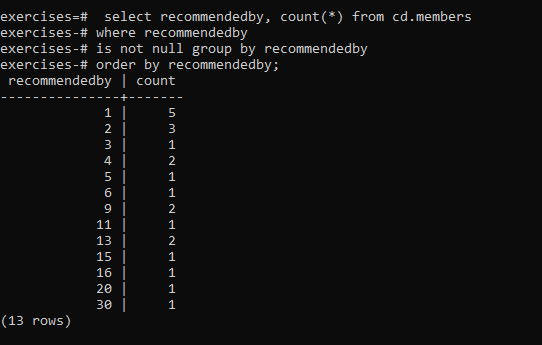 exercises=#  select recommendedby, count(*) from cd.members
exercises-# where recommendedby
exercises-# is not null group by recommendedby
exercises-# order by recommendedby;
 recommendedby | count
---------------+-------
             1 |     5
             2 |     3
             3 |     1
             4 |     2
             5 |     1
             6 |     1
             9 |     2
            11 |     1
            13 |     2
            15 |     1
            16 |     1
            20 |     1
            30 |     1
(13 rows)